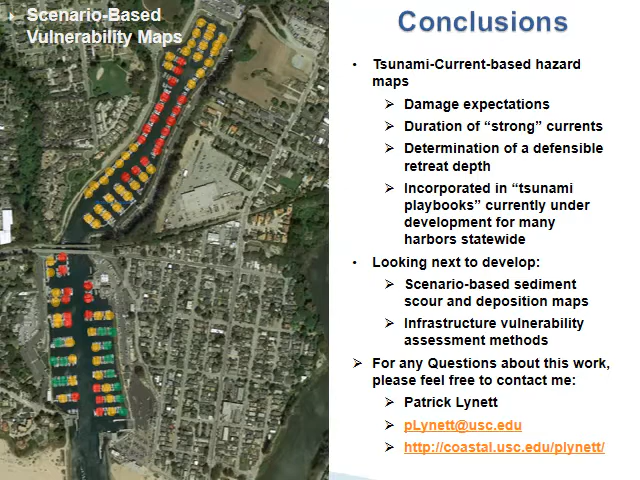 Scenario-Based
Vulnerability Maps
Conclusions
• Tsunami-Current-based hazard
maps
➢ Damage expectations
➢ Duration of “strong” currents
➢ Determination of a defensible
retreat depth
➢ Incorporated in “tsunami
playbooks” currently under
development for many
harbors statewide
• Looking next to develop:
➢ Scenario-based sediment
scour and deposition maps
➢ Infrastructure vulnerability
assessment methods
➢ For any Questions about this work,
please feel free to contact me:
➢ Patrick Lynett
➢ pLynett@usc.edu
➢ http://coastal.usc.edu/plynett/